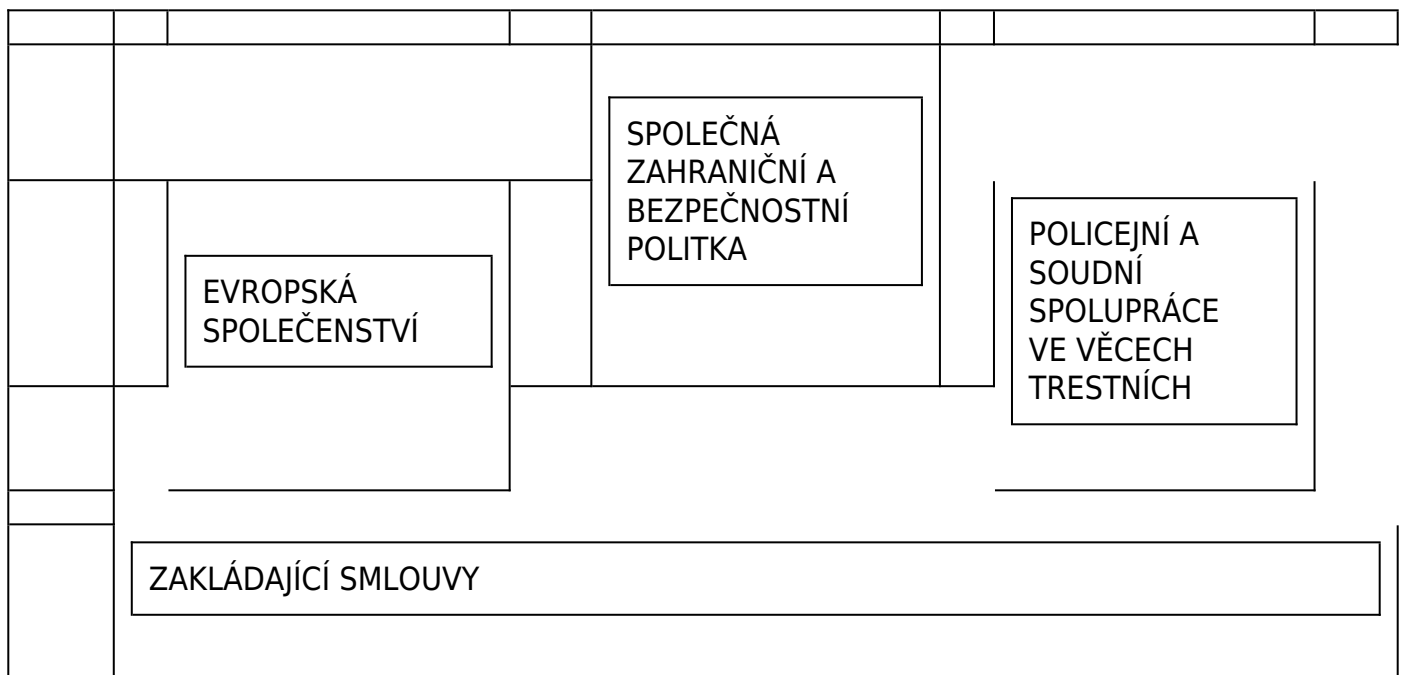 SPOLEČNÁ
ZAHRANIČNÍ A
BEZPEČNOSTNÍ
POLITKA
POLICEJNÍ A
SOUDNÍ
SPOLUPRÁCE
VE VĚCECH
TRESTNÍCH
EVROPSKÁ
SPOLEČENSTVÍ
ZAKLÁDAJÍCÍ SMLOUVY